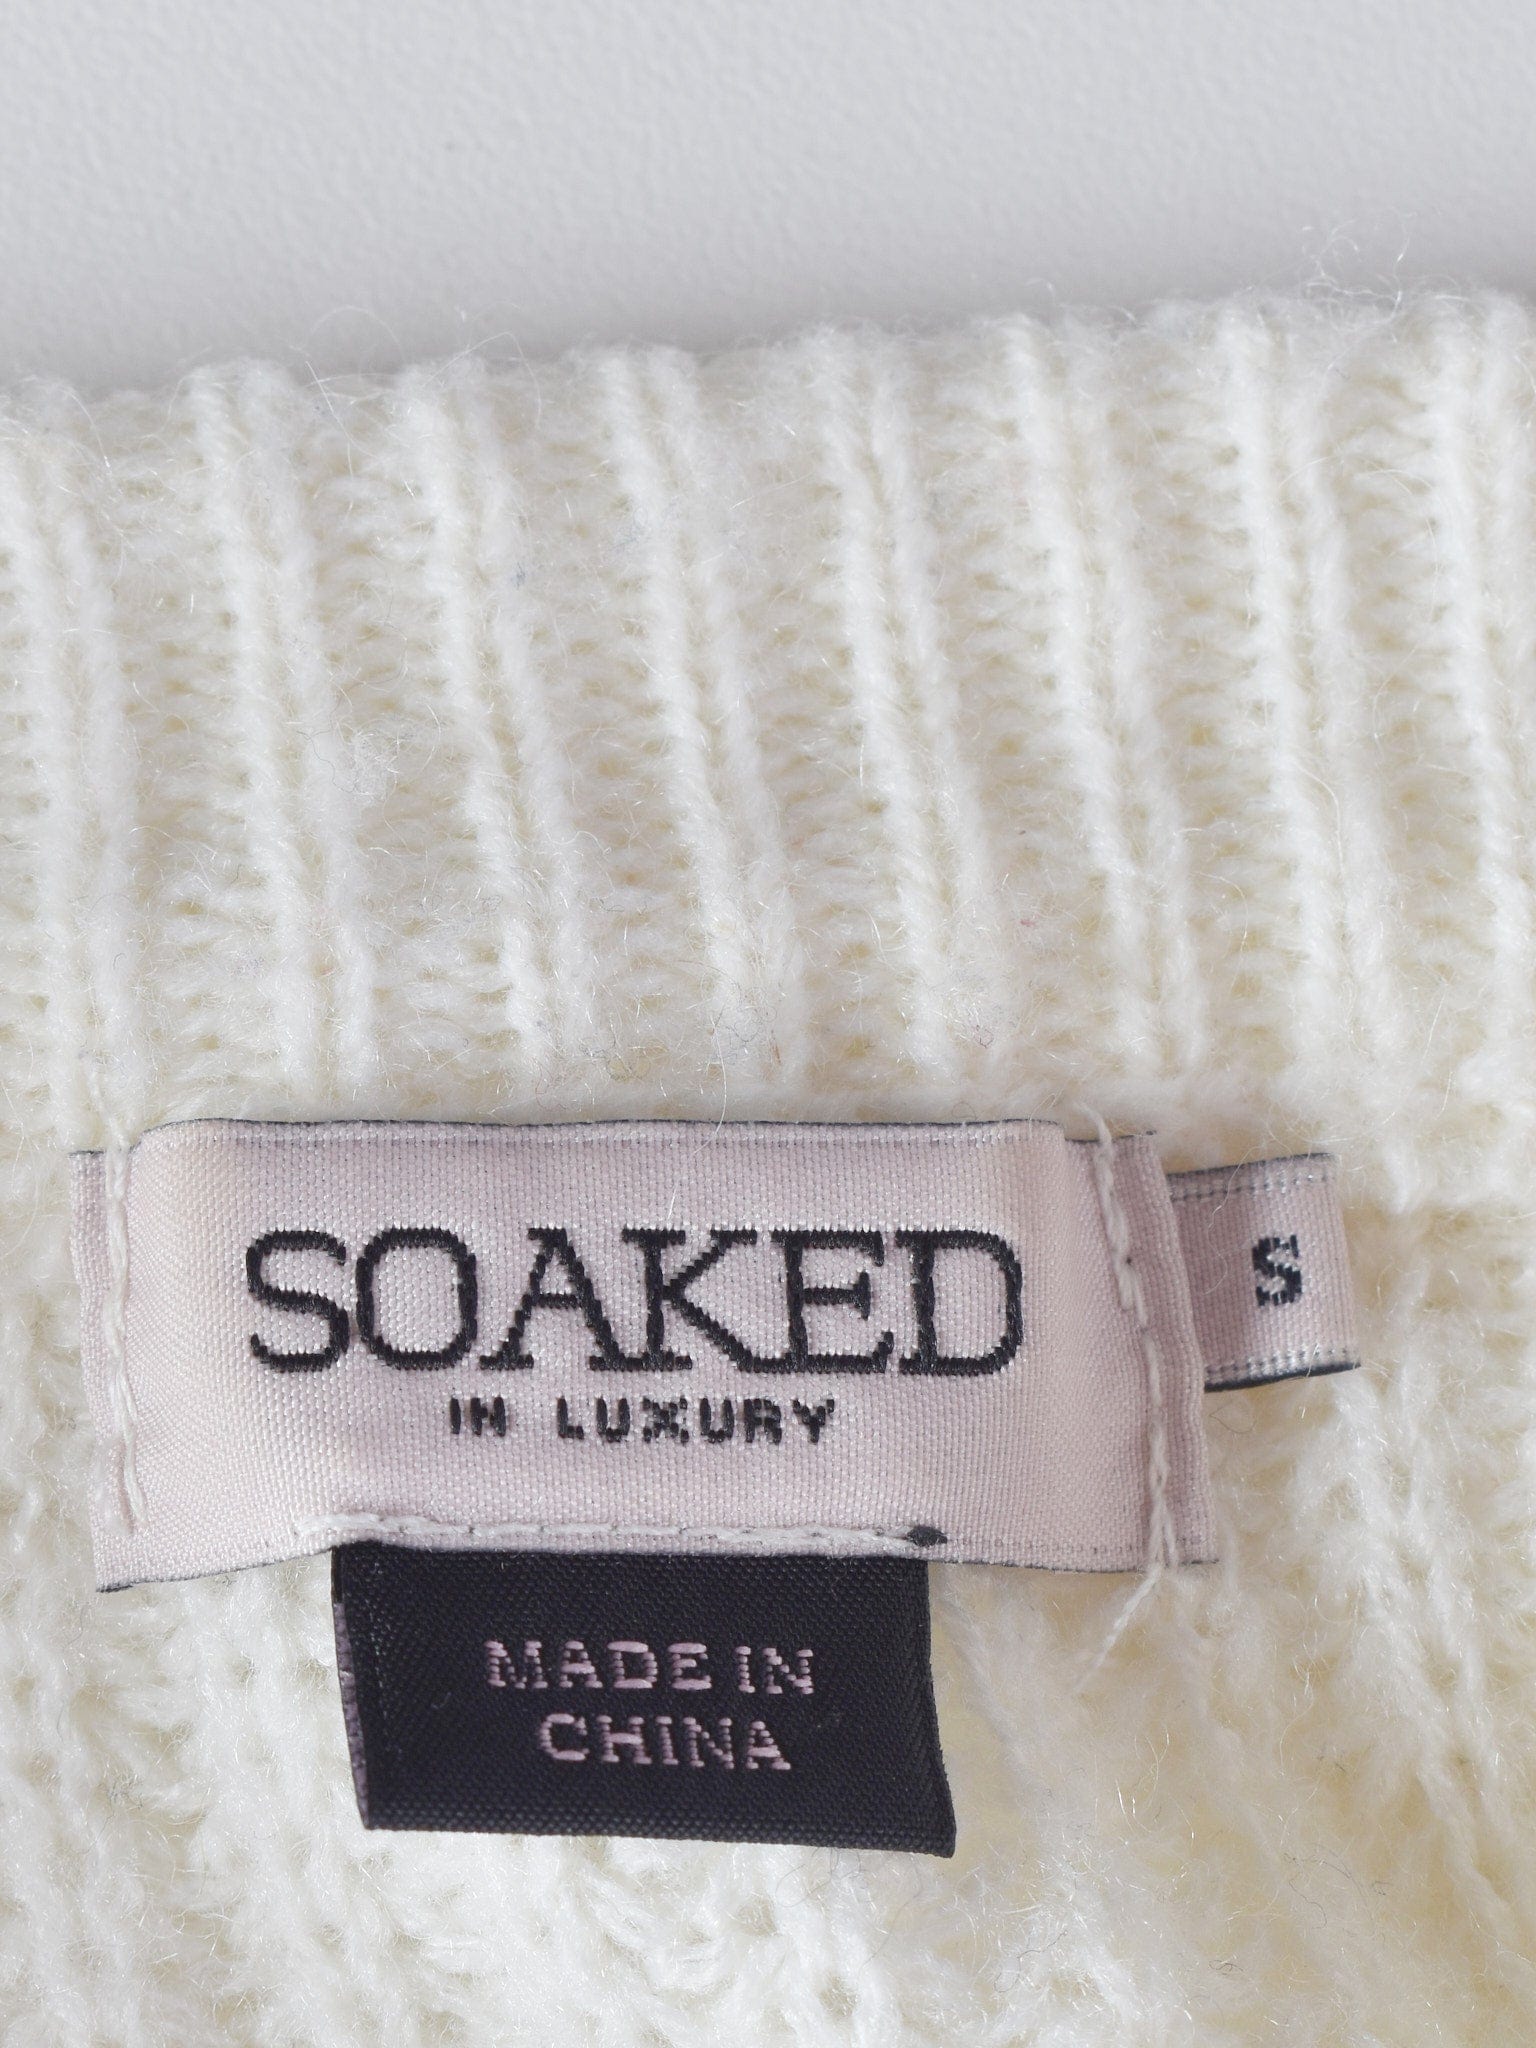 SOAKED
IN LUXURY
S
MADE IN
CHINA